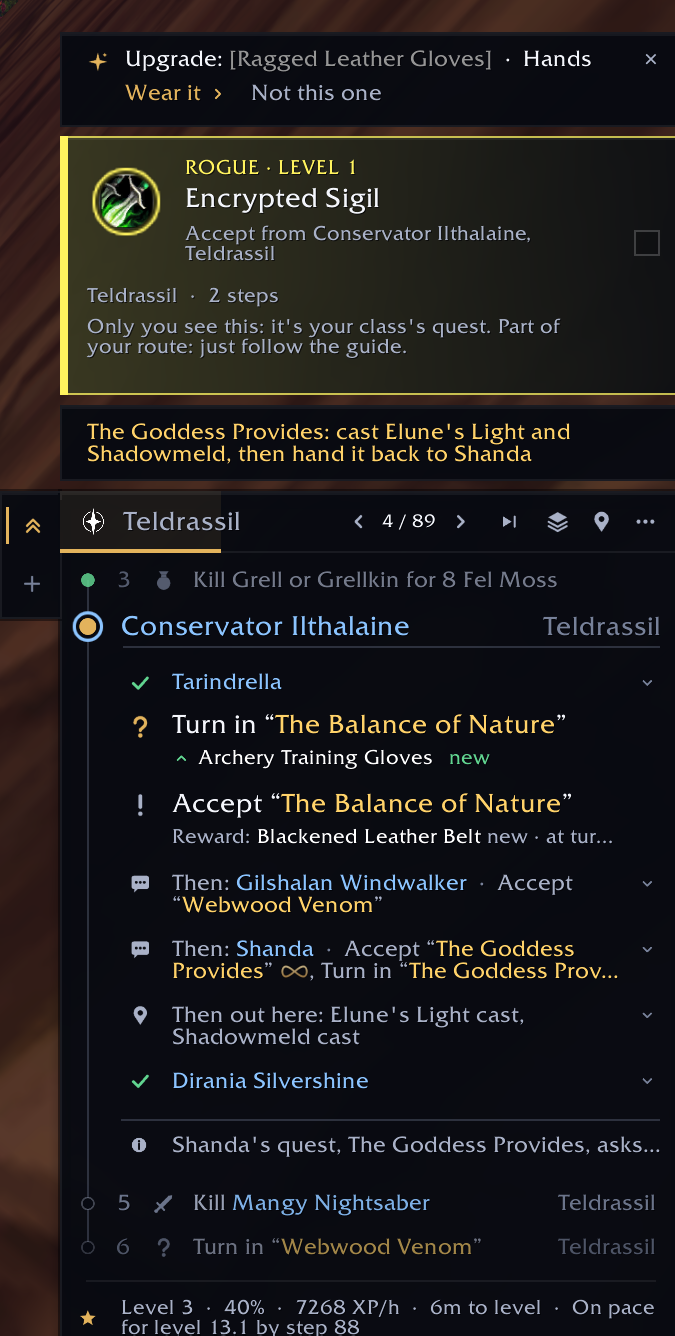 Upgrade: [Ragged Leather Gloves] · Hands ×
Wear it › Not this one
ROGUE · LEVEL 1
Encrypted Sigil
Accept from Conservator Ilthalaine,
Teldrassil
Teldrassil · 2 steps
Only you see this: it's your class's quest. Part of
your route: just follow the guide.
The Goddess Provides: cast Elune's Light and
Shadowmeld, then hand it back to Shanda
Teldrassil 4 / 89
3 Kill Grell or Grellkin for 8 Fel Moss
Conservator Ilthalaine Teldrassil
Tarindrella
Turn in “The Balance of Nature”
Archery Training Gloves new
Accept “The Balance of Nature”
Reward: Blackened Leather Belt new · at tur...
Then: Gilshalan Windwalker · Accept
“Webwood Venom”
Then: Shanda · Accept “The Goddess
Provides” ∞, Turn in “The Goddess Prov...
Then out here: Elune's Light cast,
Shadowmeld cast
Dirania Silvershine
Shanda's quest, The Goddess Provides, asks...
5 Kill Mangy Nightsaber Teldrassil
6 Turn in “Webwood Venom” Teldrassil
Level 3 · 40% · 7268 XP/h · 6m to level · On pace
for level 13.1 by step 88